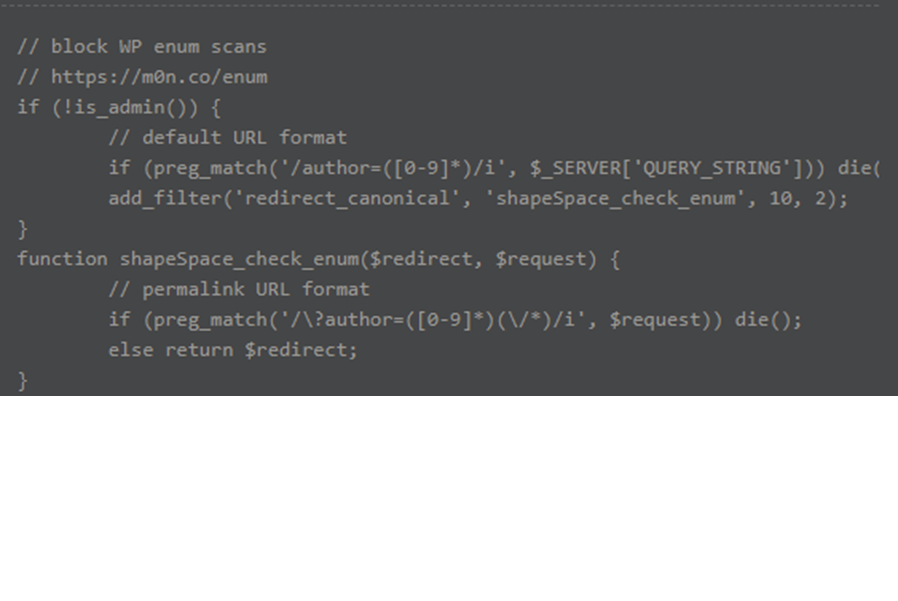 // block WP enum scans
// https://m0n.co/enum
if (!is_admin()) {
// default URL format
if (preg_match('/author=([0-9]*)/i', $_SERVER['QUERY_STRING'])) die(
add_filter('redirect_canonical', 'shapeSpace_check_enum', 10, 2);
}
function shapeSpace_check_enum($redirect, $request) {
// permalink URL format
if (preg_match('/\?author=([0-9]*)(\/*)/i', $request)) die();
else return $redirect;
}